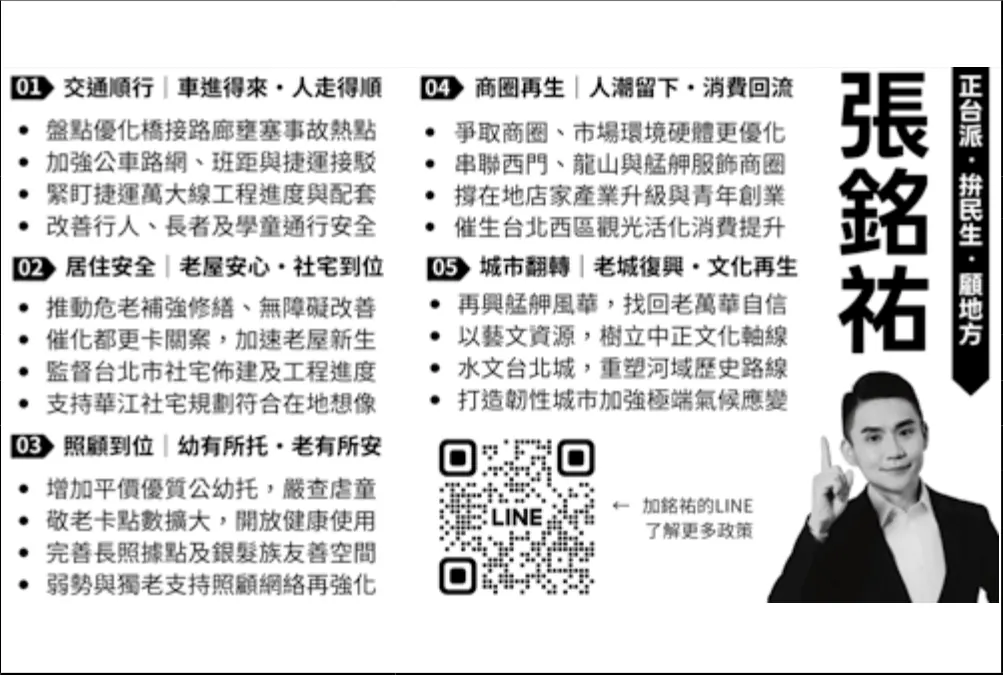 01 交通順行｜車進得來・人走得順
• 盤點優化橋接路廊壅塞事故熱點
• 加強公車路網、班距與捷運接駁
• 緊盯捷運萬大線工程進度與配套
• 改善行人、長者及學童通行安全
02 居住安全｜老屋安心・社宅到位
• 推動危老補強修繕、無障礙改善
• 催化都更卡關案，加速老屋新生
• 監督台北市社宅佈建及工程進度
• 支持華江社宅規劃符合在地想像
03 照顧到位｜幼有所托・老有所安
• 增加平價優質公幼托，嚴查虐童
• 敬老卡點數擴大，開放健康使用
• 完善長照據點及銀髮族友善空間
• 弱勢與獨老支持照顧網絡再強化
04 商圈再生｜人潮留下・消費回流
• 爭取商圈、市場環境硬體更優化
• 串聯西門、龍山與艋舺服飾商圈
• 撐在地店家產業升級與青年創業
• 催生台北西區觀光活化消費提升
05 城市翻轉｜老城復興・文化再生
• 再興艋舺風華，找回老萬華自信
• 以藝文資源，樹立中正文化軸線
• 水文台北城，重塑河域歷史路線
• 打造韌性城市加強極端氣候應變
LINE
← 加銘祐的LINE
了解更多政策
張銘祐
正台派・拚民生・顧地方